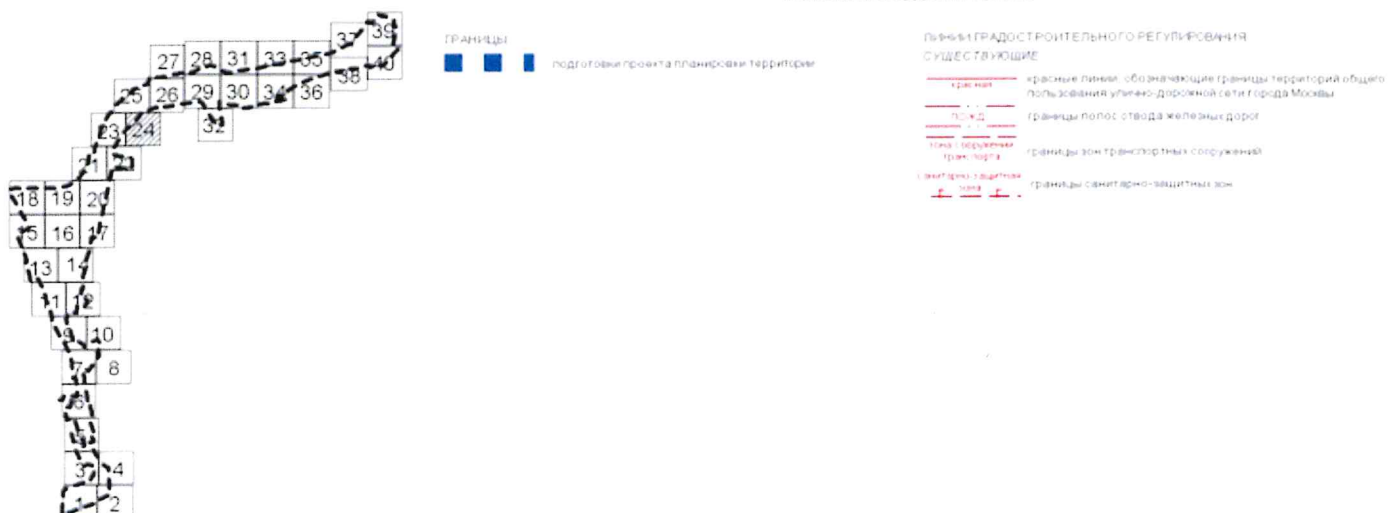 39
37
27 28 31 33 35 40
38
25 26 29 30 34 36
32
23 24
21
18 19 20
15 16 17
13 14
11 12
9 10
7 8
6
5
3 4
1 2
ГРАНИЦЫ
подготовки проекта планировки территории
ЛИНИИ ГРАДОСТРОИТЕЛЬНОГО РЕГУЛИРОВАНИЯ
СУЩЕСТВУЮЩИЕ
красная
красные линии, обозначающие границы территорий общего
пользования улично-дорожной сети города Москвы
ПО ЖД
границы полос отвода железных дорог
зона сооружений
транспорта
границы зон транспортных сооружений
санитарно-защитная
зона
границы санитарно-защитных зон